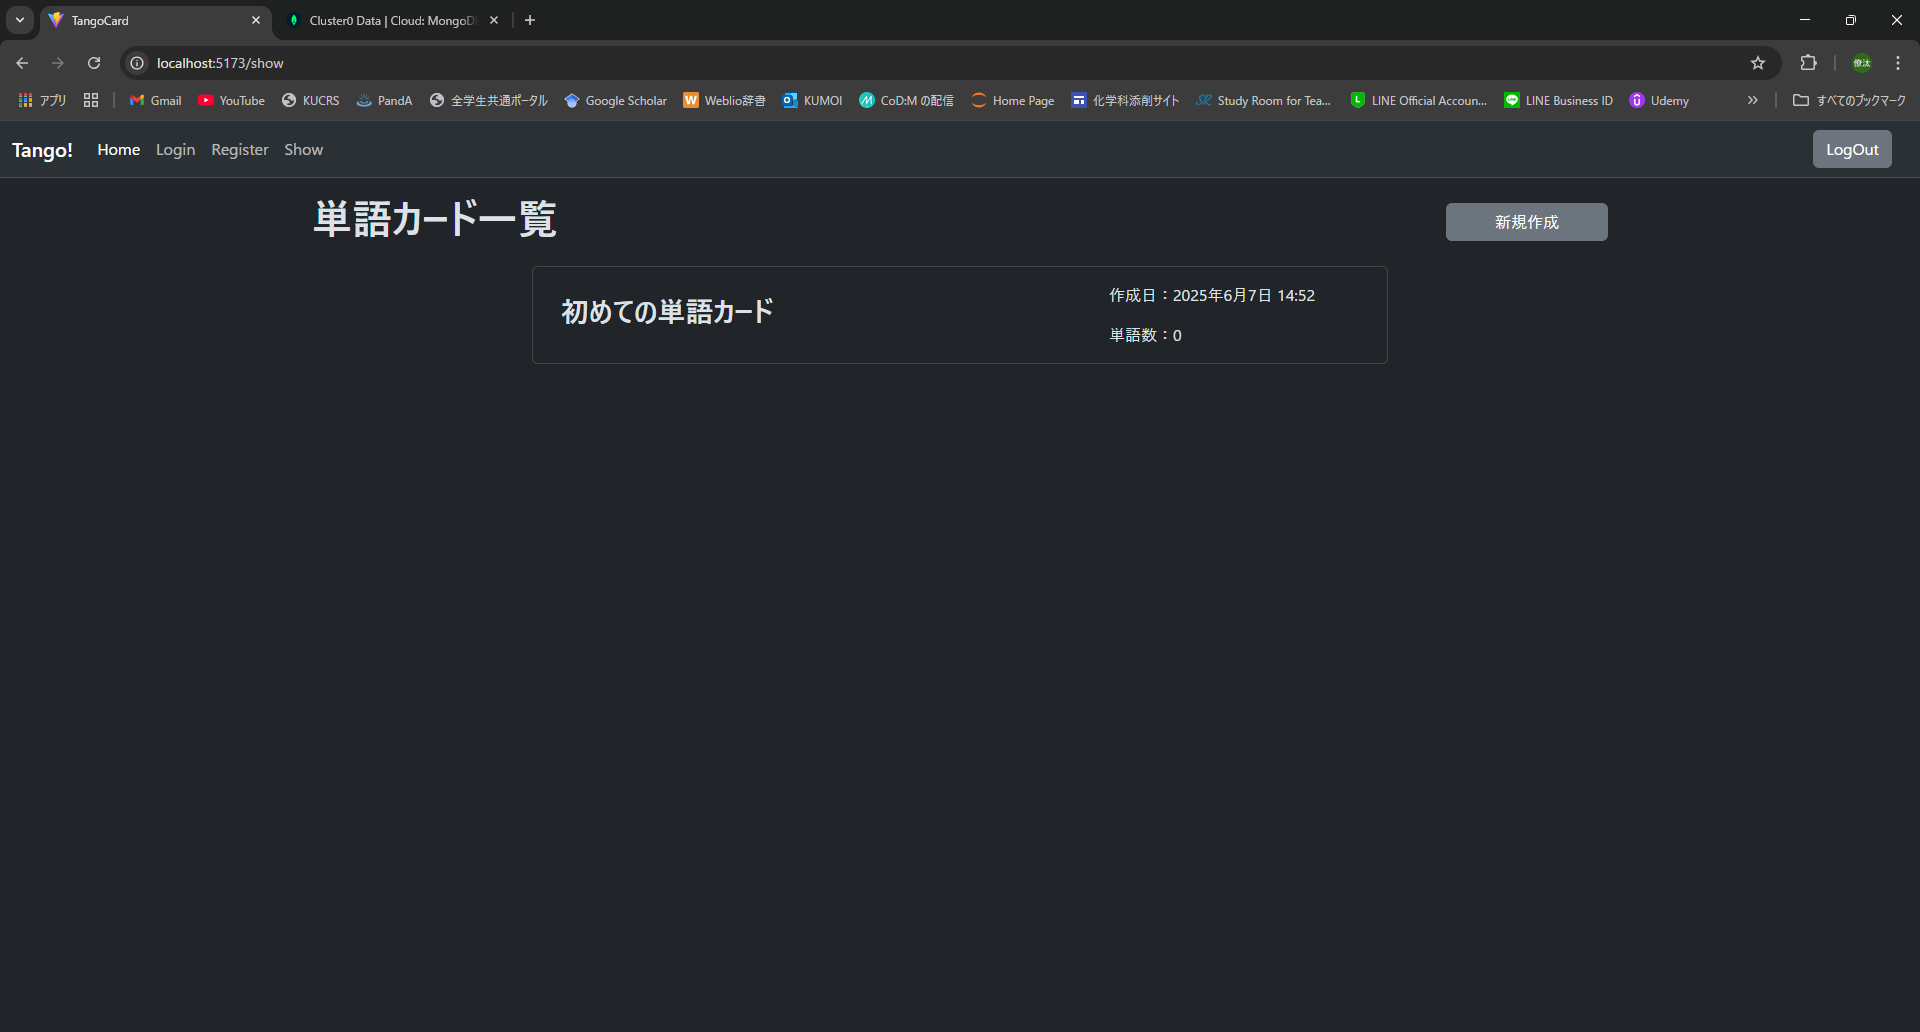 TangoCard
Cluster0 Data | Cloud: MongoD
localhost:5173/show
アプリ Gmail YouTube KUCRS PandA 全学生共通ポータル Google Scholar Weblio辞書 KUMOI CoD:M の配信 Home Page 化学科添削サイト Study Room for Tea... LINE Official Accoun... LINE Business ID Udemy すべてのブックマーク
Tango! Home Login Register Show LogOut
単語カード一覧
新規作成
初めての単語カード
作成日：2025年6月7日 14:52
単語数：0